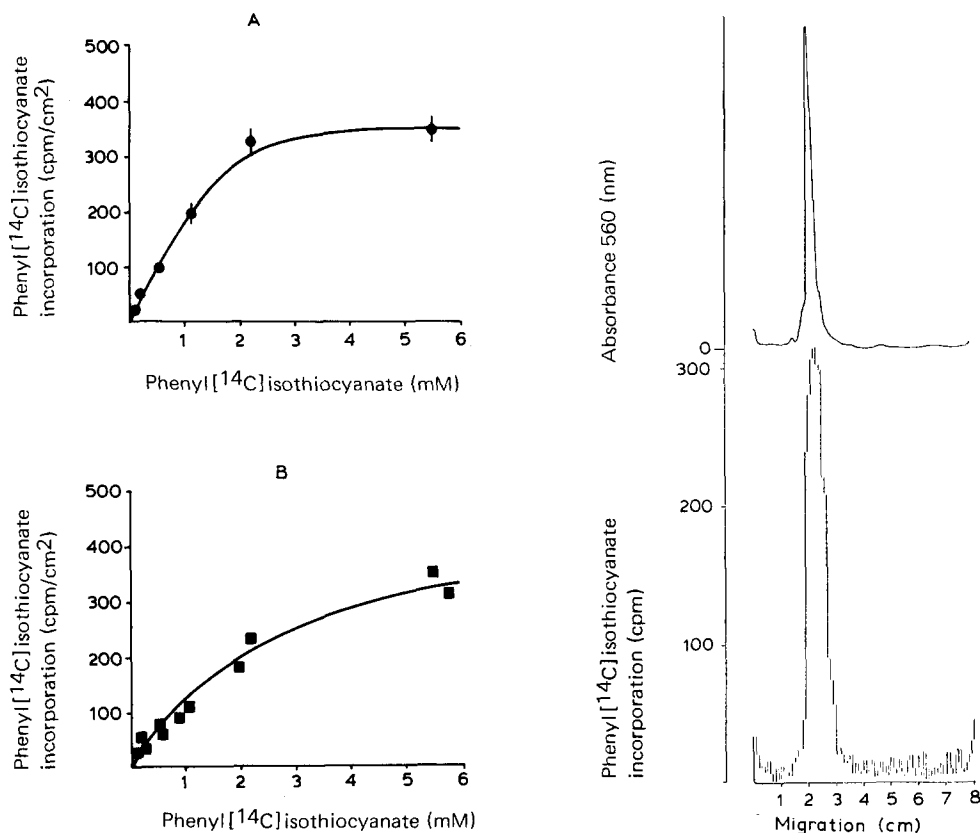 A
Phenyl [14C] isothiocyanate
incorporation (cpm/cm2)
500
400
300
200
100
1 2 3 4 5 6
Phenyl [14C] isothiocyanate (mM)
B
Phenyl [14C] isothiocyanate
incorporation (cpm/cm2)
500
400
300
200
100
1 2 3 4 5 6
Phenyl [14C] isothiocyanate (mM)
Absorbance 560 (nm)
0
Phenyl [14C] isothiocyanate
incorporation (cpm)
300
200
100
1 2 3 4 5 6 7 8
Migration (cm)